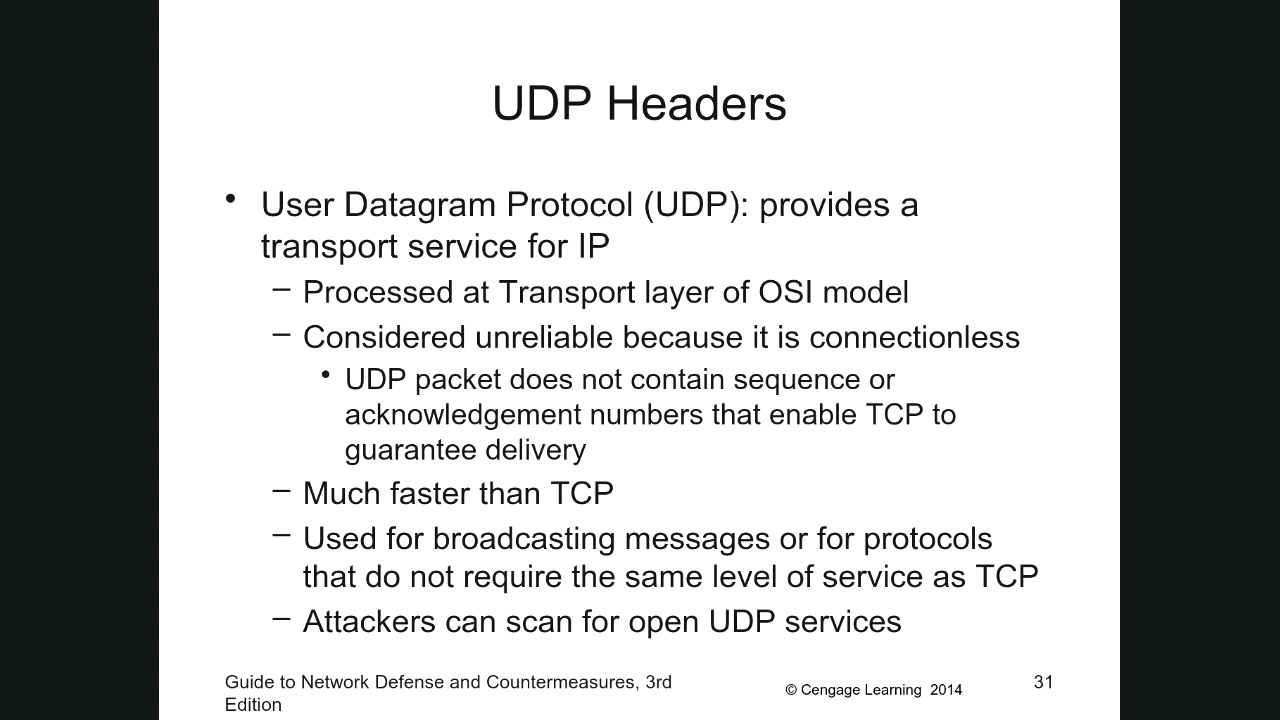 UDP Headers
• User Datagram Protocol (UDP): provides a
transport service for IP
– Processed at Transport layer of OSI model
– Considered unreliable because it is connectionless
• UDP packet does not contain sequence or
acknowledgement numbers that enable TCP to
guarantee delivery
– Much faster than TCP
– Used for broadcasting messages or for protocols
that do not require the same level of service as TCP
– Attackers can scan for open UDP services
Guide to Network Defense and Countermeasures, 3rd
Edition
© Cengage Learning 2014
31